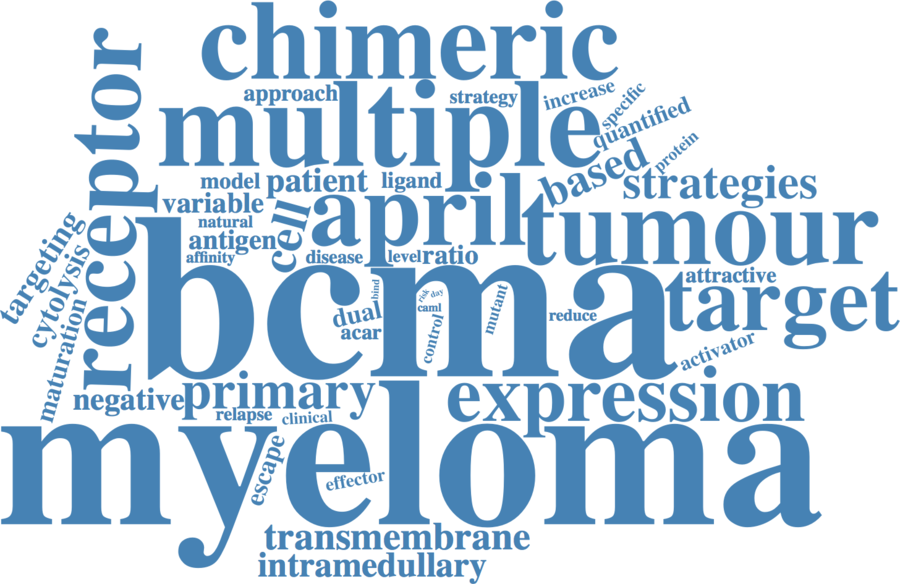 chimeric
receptor
approach
strategy
increase
specific
multiple
quantified
protein
based
model
patient
ligand
strategies
variable
natural
cell
april
tumour
antigen
affinity
disease
level
ratio
targeting
cytolysis
maturation
bcma
bind
risk
day
caml
dual
acar
control
mutant
reduce
attractive
target
activator
negative
primary
relapse
clinical
expression
myeloma
escape
effector
transmembrane
intramedullary